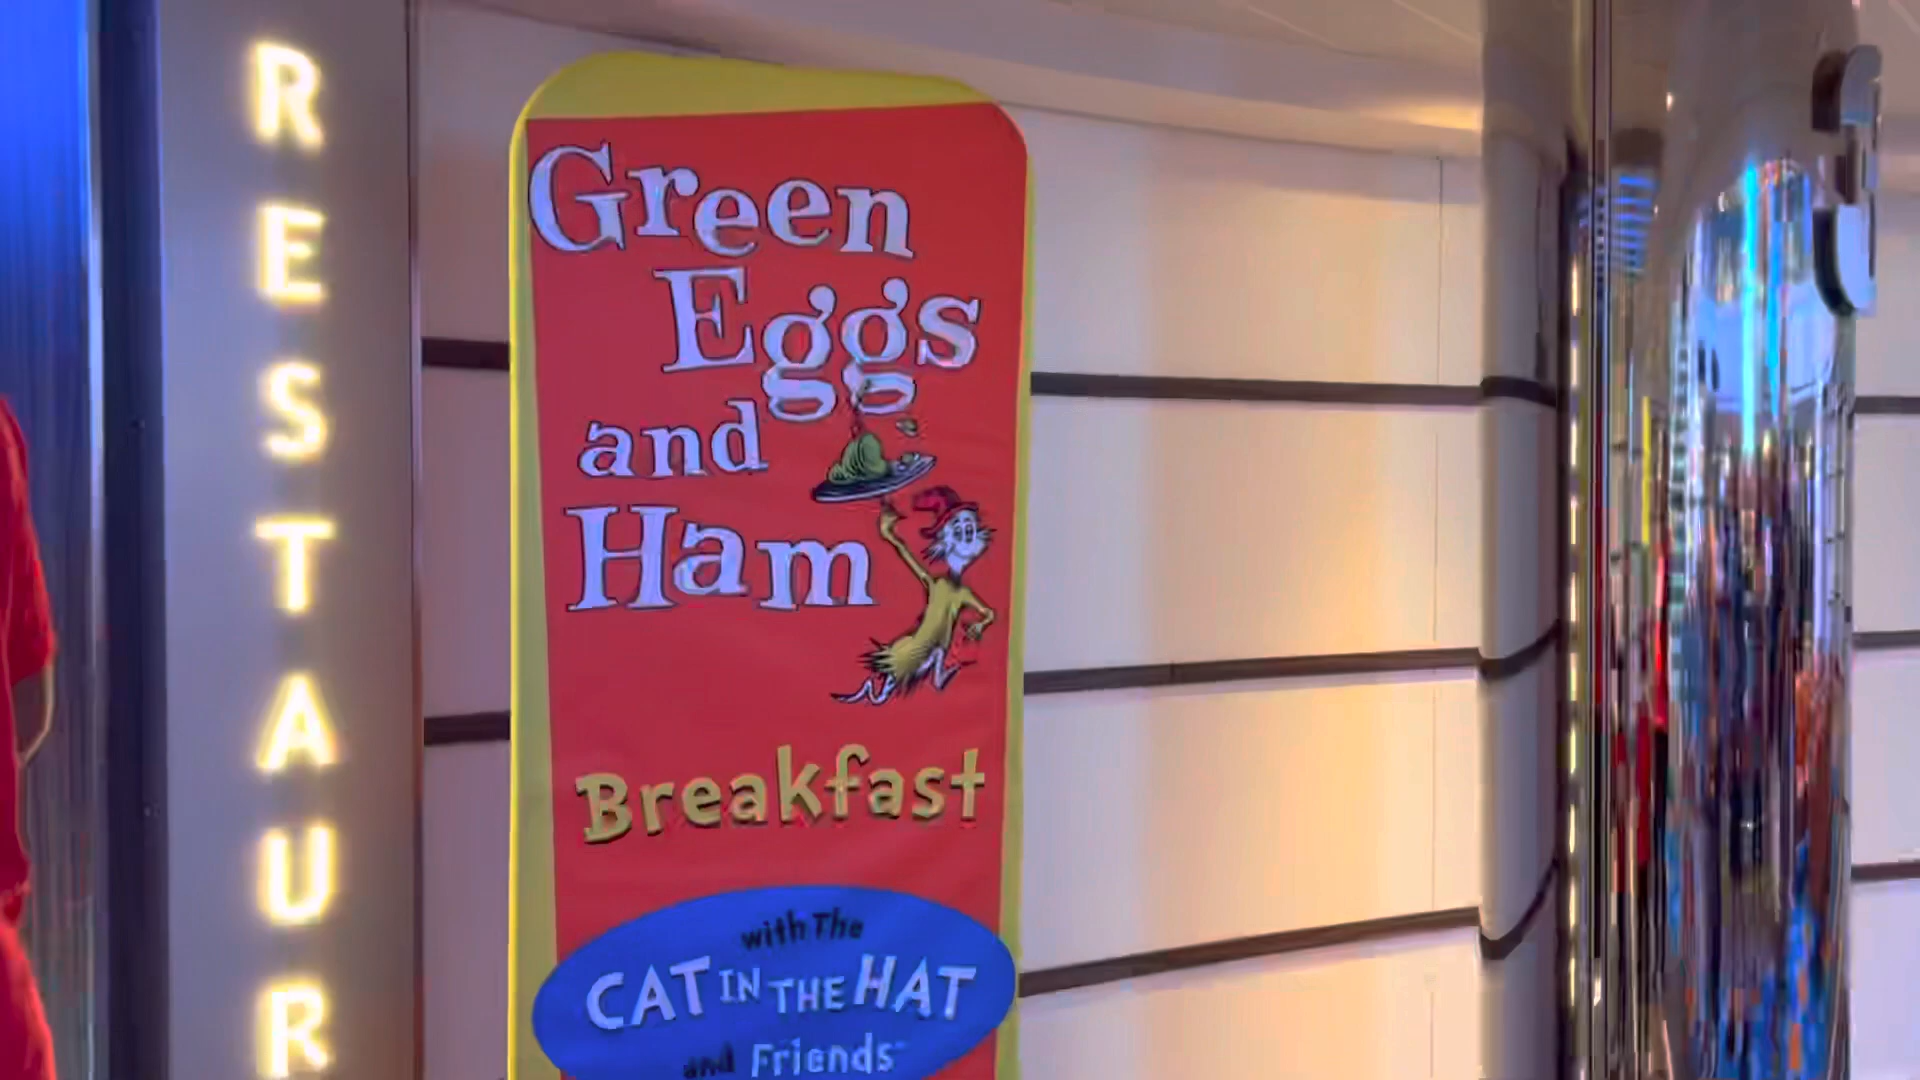 RESTAUR
Green
Eggs
and
Ham
Breakfast
with The
CAT IN THE HAT
and Friends